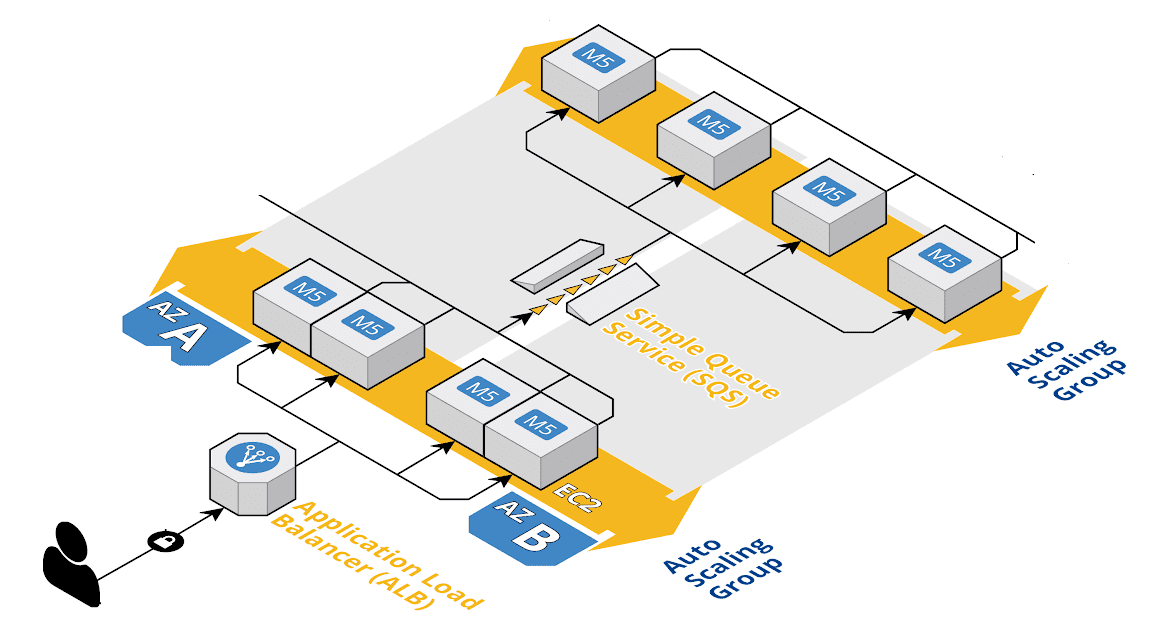 M5
M5
M5
M5
M5
M5
M5
M5
AZ
A
Simple Queue
Service (SQS)
Auto
Scaling
Group
EC2
AZ
B
Application Load
Balancer (ALB)
Auto
Scaling
Group